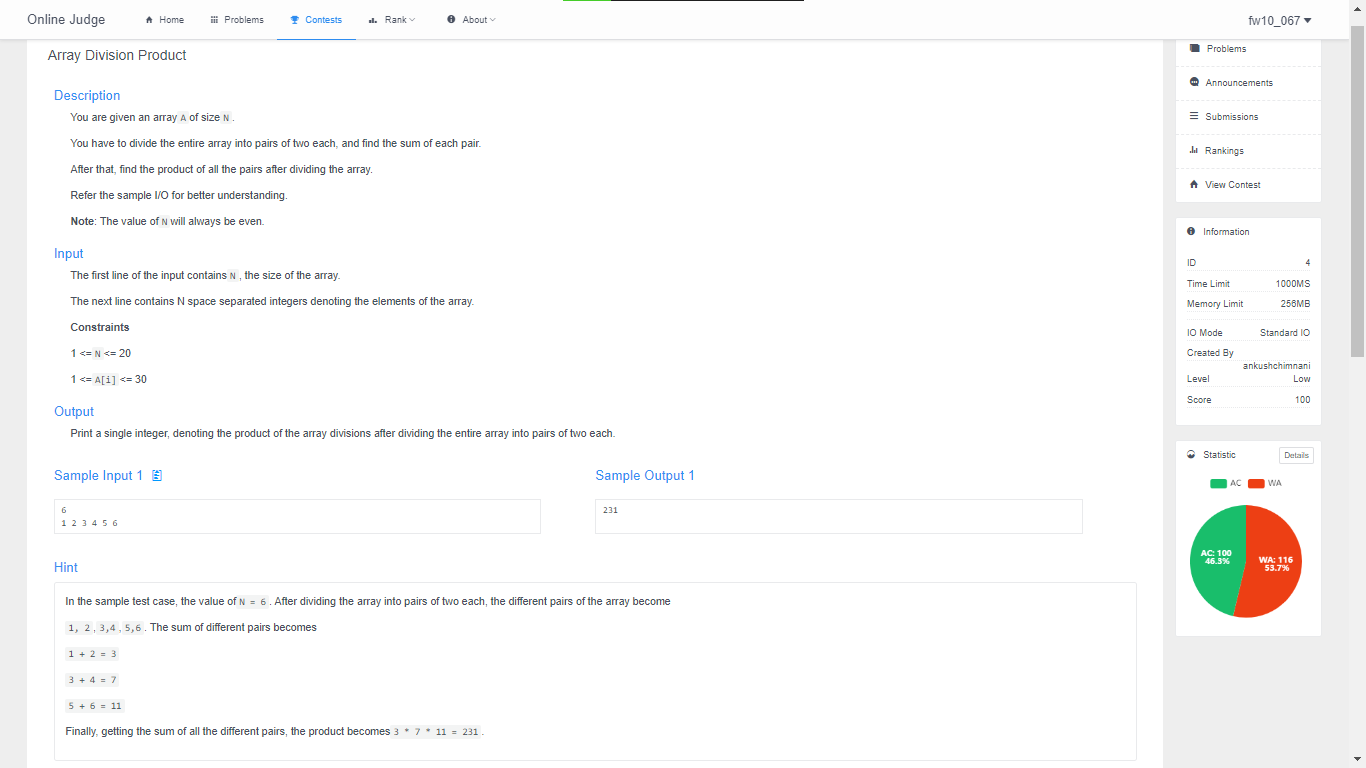 Online Judge
Home
Problems
Contests
Rank
About
fw10_067
Array Division Product
Description
You are given an array A of size N .
You have to divide the entire array into pairs of two each, and find the sum of each pair.
After that, find the product of all the pairs after dividing the array.
Refer the sample I/O for better understanding.
Note: The value of N will always be even.
Input
The first line of the input contains N , the size of the array.
The next line contains N space separated integers denoting the elements of the array.
Constraints
1 <= N <= 20
1 <= A[i] <= 30
Output
Print a single integer, denoting the product of the array divisions after dividing the entire array into pairs of two each.
Sample Input 1
6
1 2 3 4 5 6
Sample Output 1
231
Hint
In the sample test case, the value of N = 6 . After dividing the array into pairs of two each, the different pairs of the array become
1, 2 , 3,4 , 5,6 . The sum of different pairs becomes
1 + 2 = 3
3 + 4 = 7
5 + 6 = 11
Finally, getting the sum of all the different pairs, the product becomes 3 * 7 * 11 = 231 .
Problems
Announcements
Submissions
Rankings
View Contest
Information
ID 4
Time Limit 1000MS
Memory Limit 256MB
IO Mode Standard IO
Created By
ankushchimnani
Level Low
Score 100
Statistic
Details
AC WA
AC: 100
46.3%
WA: 116
53.7%